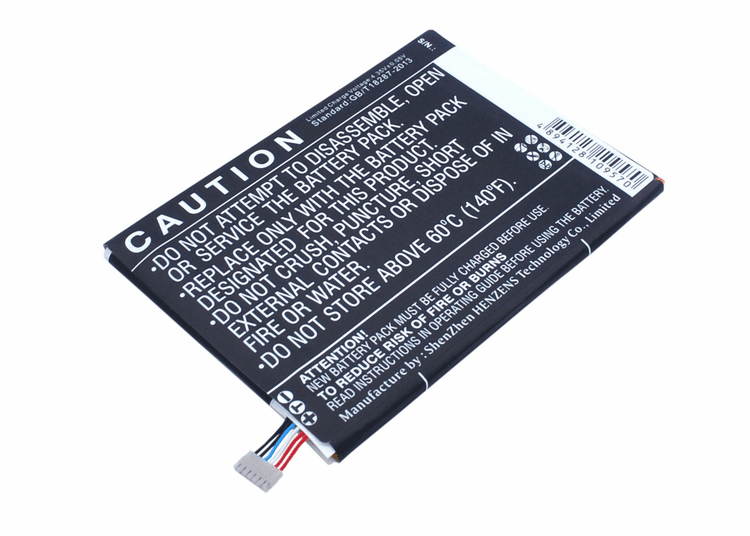 S/N.:
Limited Charge Voltage 4.35V±0.05V
Standard:GB/T18287-2013
CAUTION
•DO NOT ATTEMPT TO DISASSEMBLE, OPEN
OR SERVICE THE BATTERY PACK.
•REPLACE ONLY WITH THE BATTERY PACK
DESIGNATED FOR THIS PRODUCT.
•DO NOT CRUSH, PUNCTURE, SHORT
EXTERNAL CONTACTS OR DISPOSE OF IN
FIRE OR WATER.
•DO NOT STORE ABOVE 60°C (140°F).
4 894128 109570
ATTENTION!
NEW BATTERY PACK MUST BE FULLY CHARGED BEFORE USE.
TO REDUCE RISK OF FIRE OR BURNS
READ INSTRUCTIONS IN OPERATING GUIDE BEFORE USING THE BATTERY.
Manufacture by : ShenZhen HENZENS Technology Co., Limited